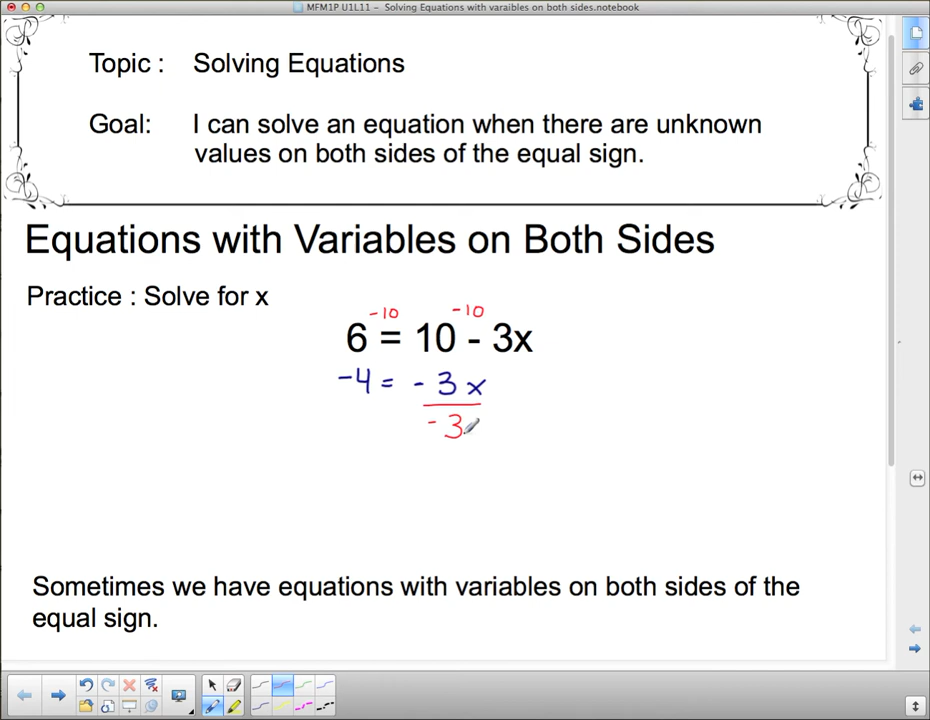 MFM1P U1L11 – Solving Equations with varaibles on both sides.notebook
Topic : Solving Equations
Goal: I can solve an equation when there are unknown
values on both sides of the equal sign.
Equations with Variables on Both Sides
Practice : Solve for x
-10 -10
6 = 10 - 3x
-4 = - 3x
-3
Sometimes we have equations with variables on both sides of the
equal sign.